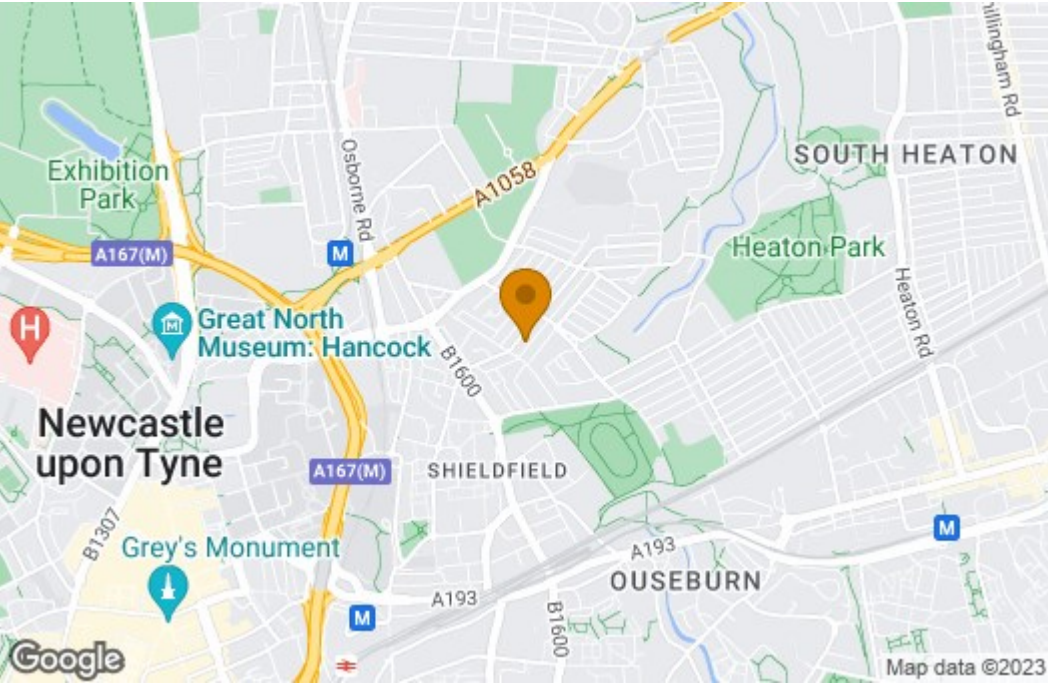 illingham Rd
Osborne Rd
A1058
SOUTH HEATON
Exhibition
Park
M
A167(M)
Heaton Park
Heaton Rd
H
Great North
Museum: Hancock
B1600
Newcastle
upon Tyne
A167(M)
SHIELDFIELD
B1307
M
Grey's Monument
A193
OUSEBURN
A193
M
B1600
Google
Map data ©2023